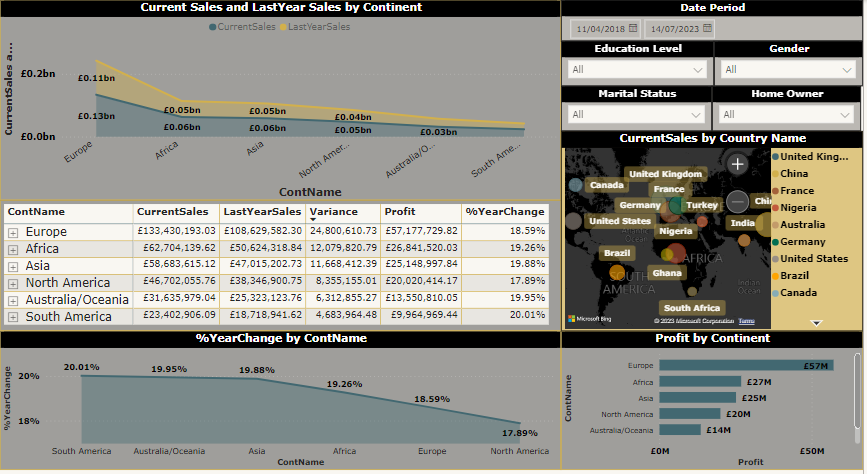 Current Sales and LastYear Sales by Continent
CurrentSales LastYearSales
CurrentSales a...
£0.2bn
£0.0bn
£0.11bn
£0.13bn
£0.05bn
£0.06bn
£0.05bn
£0.06bn
£0.04bn
£0.05bn
£0.03bn
Europe
Africa
Asia
North Amer...
Australia/O...
South Ame...
ContName
Date Period
11/04/2018 14/07/2023
Education Level Gender
All All
Marital Status Home Owner
All All
CurrentSales by Country Name
United Kingdom
Canada
France
Germany
Turkey
Chi
United States
Nigeria
India
Brazil
Ghana
South Africa
AFRICA
SOUTH
AMERICA
Atlantic
Ocean
Indian
Ocean
Microsoft Bing
© 2023 Microsoft Corporation Terms
United King...
China
France
Nigeria
Australia
Germany
United States
Brazil
Canada
ContName CurrentSales LastYearSales Variance Profit %YearChange
Europe £133,430,193.03 £108,629,582.30 24,800,610.73 £57,177,729.82 18.59%
Africa £62,704,139.62 £50,624,318.84 12,079,820.79 £26,841,520.03 19.26%
Asia £58,683,615.12 £47,015,202.73 11,668,412.39 £25,148,997.84 19.88%
North America £46,702,055.76 £38,346,900.75 8,355,155.01 £20,020,414.17 17.89%
Australia/Oceania £31,635,979.04 £25,323,123.76 6,312,855.27 £13,550,810.05 19.95%
South America £23,402,906.09 £18,718,941.62 4,683,964.48 £9,964,969.44 20.01%
%YearChange by ContName
%YearChange
20%
18%
20.01%
19.95%
19.88%
19.26%
18.59%
17.89%
South America Australia/Oceania Asia Africa Europe North America
ContName
Profit by Continent
ContName
Europe £57M
Africa £27M
Asia £25M
North America £20M
Australia/Oceania £14M
£0M £50M
Profit